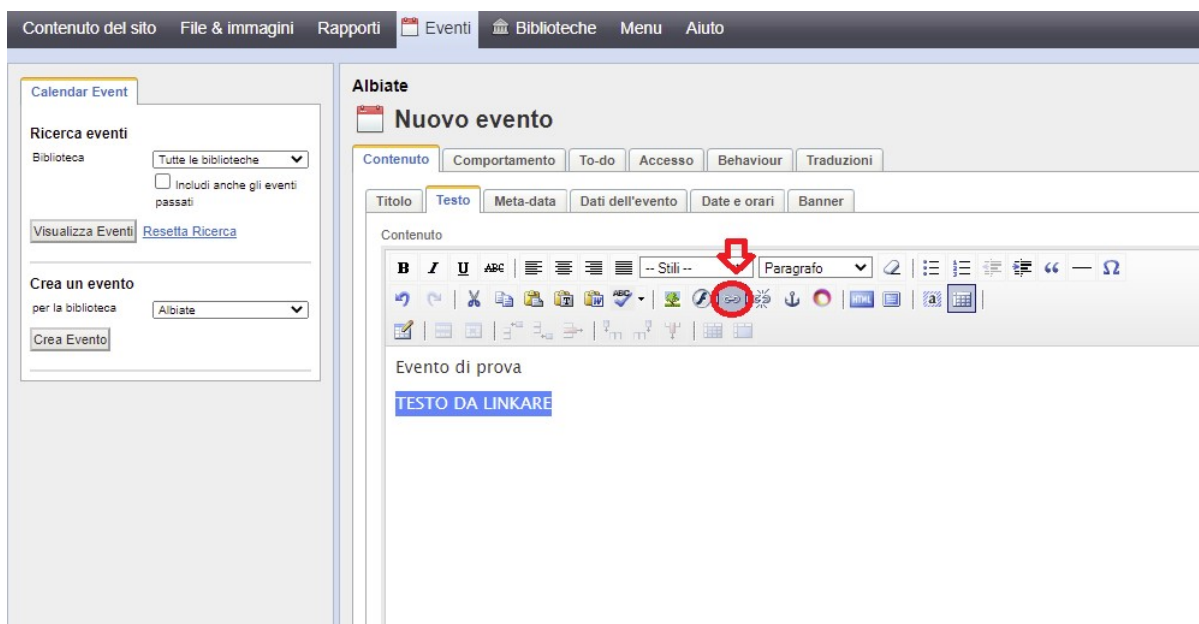 Contenuto del sito File & immagini Rapporti Eventi Biblioteche Menu Aiuto
Calendar Event
Ricerca eventi
Biblioteca Tutte le biblioteche
Includi anche gli eventi
passati
Visualizza Eventi Resetta Ricerca
Crea un evento
per la biblioteca Albiate
Crea Evento
Albiate
Nuovo evento
Contenuto Comportamento To-do Accesso Behaviour Traduzioni
Titolo Testo Meta-data Dati dell'evento Date e orari Banner
Contenuto
B I U ABC -- Stili -- Paragrafo “ — Ω
ABC HTML a
Evento di prova
TESTO DA LINKARE